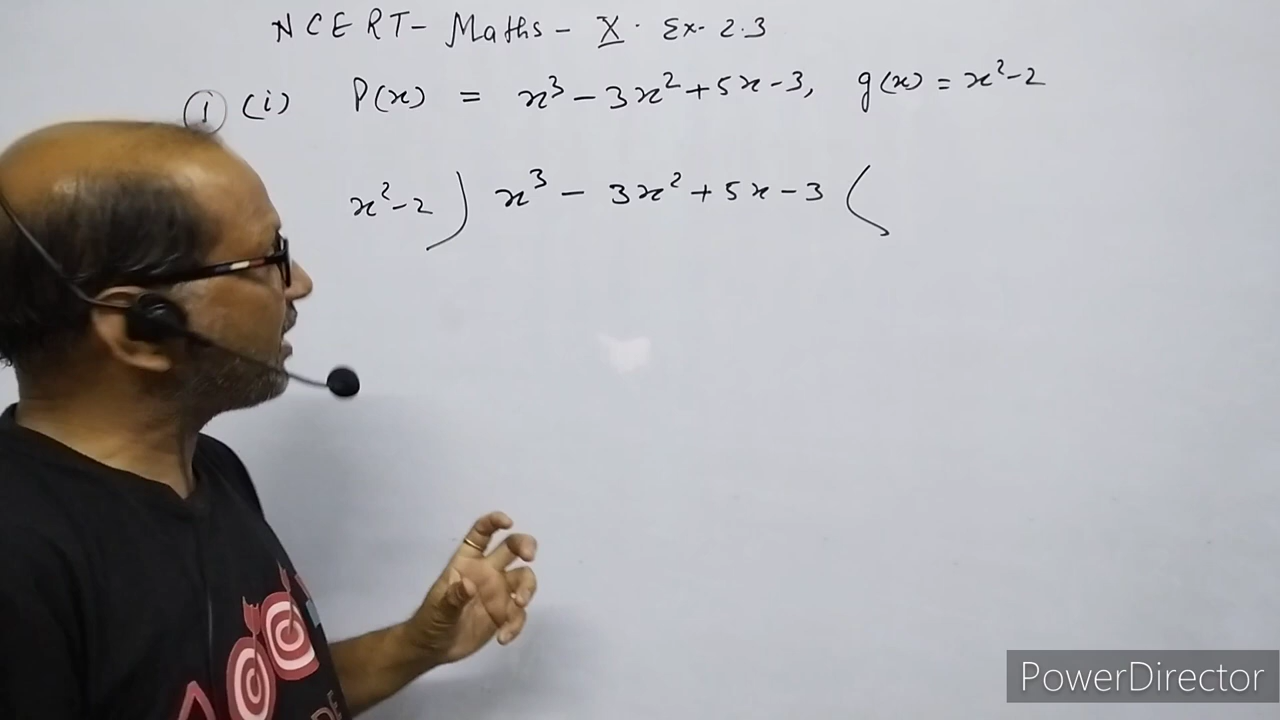 NCERT - Maths - X. Ex. 2.3
① (i) P(x) = x³ - 3x² + 5x - 3, g(x) = x² - 2
x² - 2 ) x³ - 3x² + 5x - 3 (
DE
PowerDirector